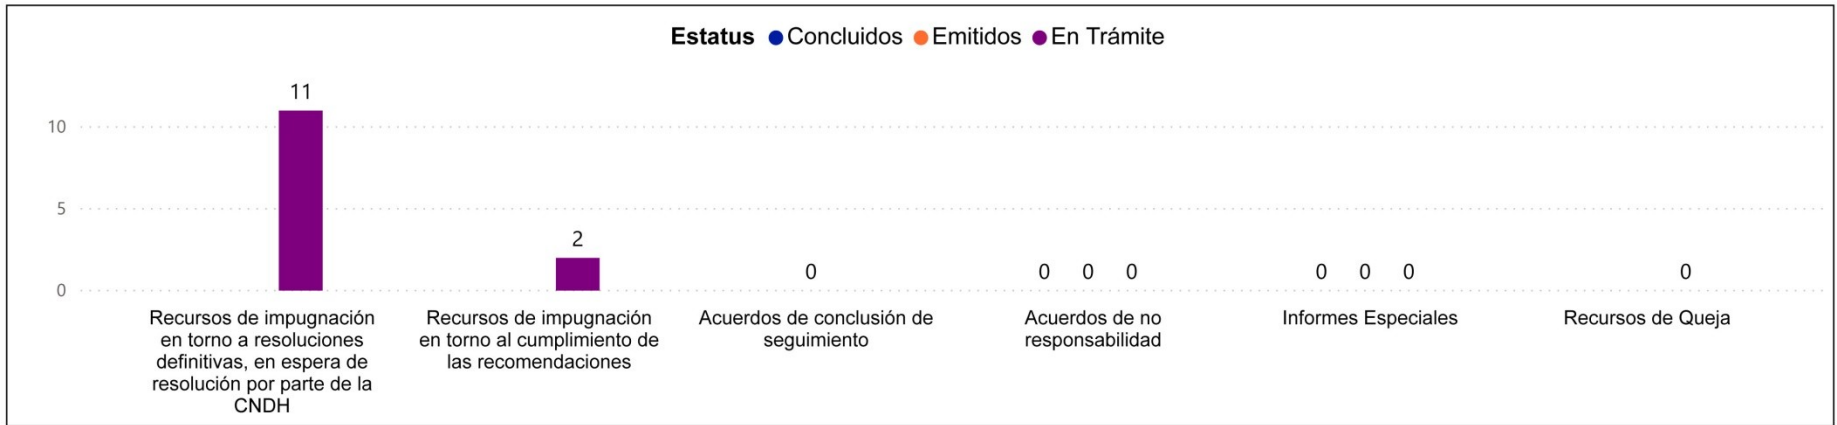 Estatus Concluidos Emitidos En Trámite
11
10
5
2
0
0 0 0
0 0 0
0
0
Recursos de impugnación
en torno a resoluciones
definitivas, en espera de
resolución por parte de la
CNDH
Recursos de impugnación
en torno al cumplimiento de
las recomendaciones
Acuerdos de conclusión de
seguimiento
Acuerdos de no
responsabilidad
Informes Especiales
Recursos de Queja